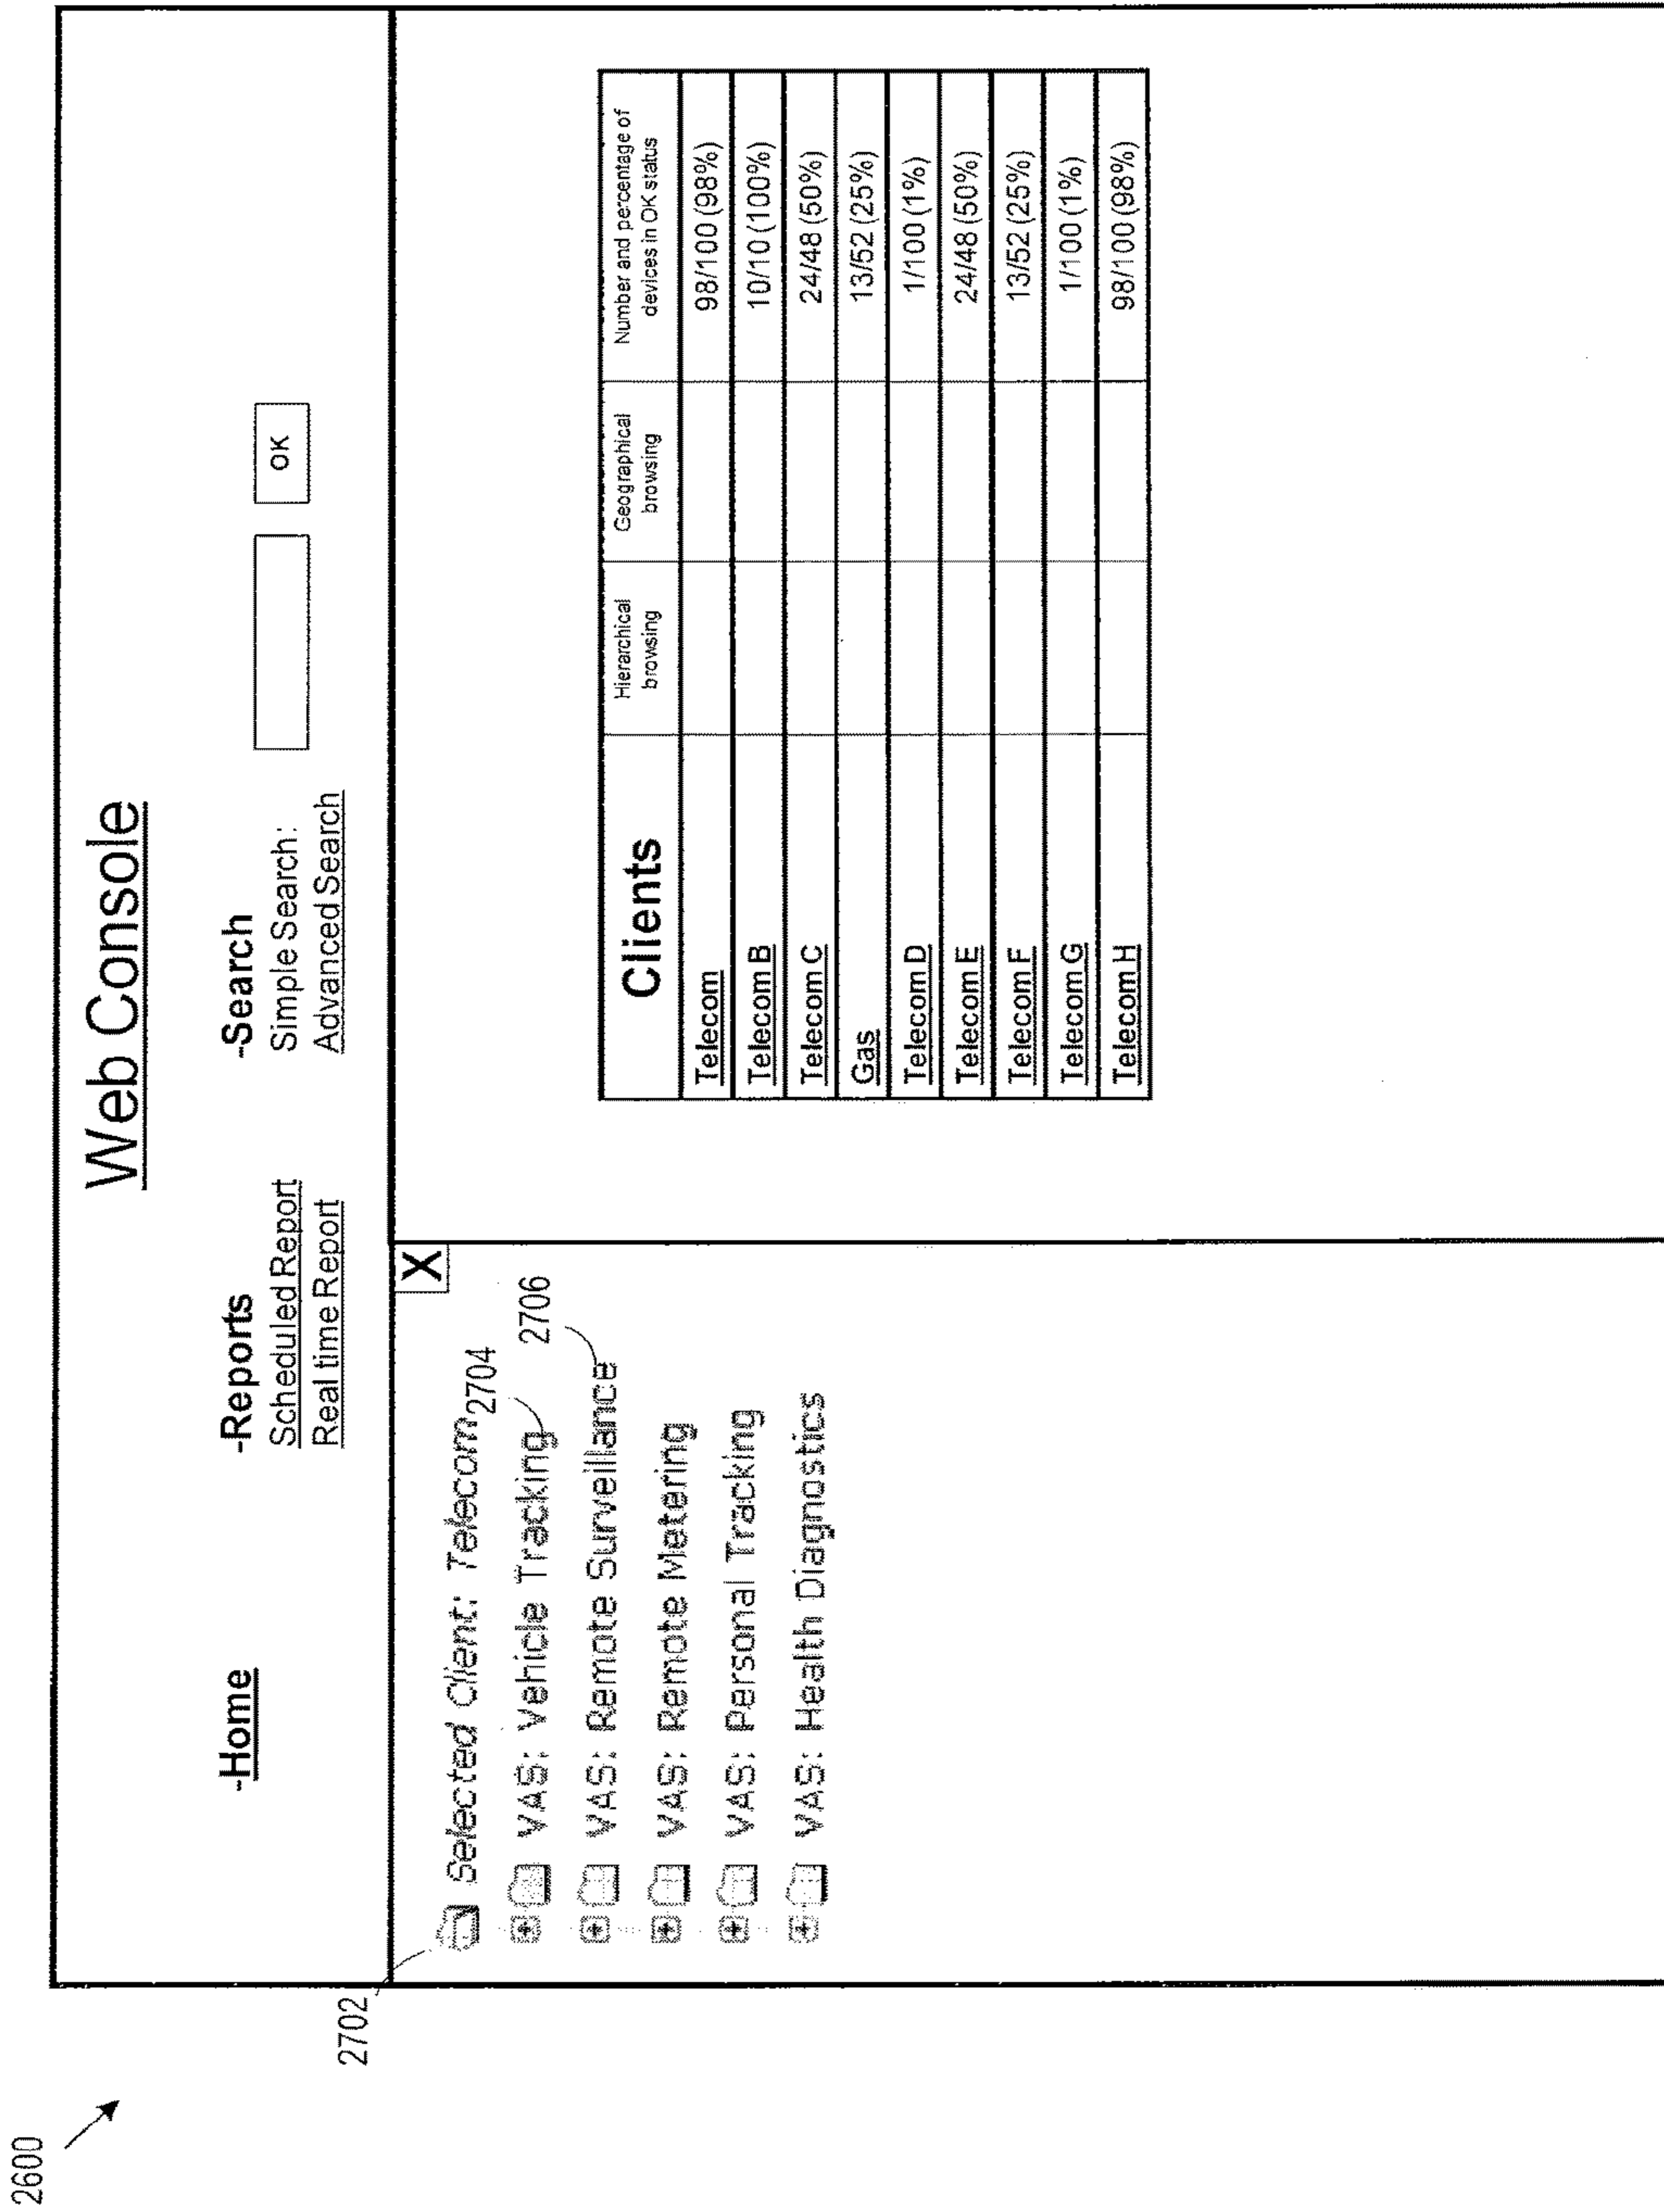 2600
Web Console
-Home
-Reports
Scheduled Report
Real time Report
-Search
Simple Search:
Advanced Search
OK
2702
X
Selected Client: Telecom
2704
VAS: Vehicle Tracking
2706
VAS: Remote Surveillance
VAS: Remote Metering
VAS: Personal Tracking
VAS: Health Diagnostics
Clients
Hierarchical
browsing
Geographical
browsing
Number and percentage of
devices in OK status
Telecom 98/100 (98%)
Telecom B 10/10 (100%)
Telecom C 24/48 (50%)
Gas 13/52 (25%)
Telecom D 1/100 (1%)
Telecom E 24/48 (50%)
Telecom F 13/52 (25%)
Telecom G 1/100 (1%)
Telecom H 98/100 (98%)